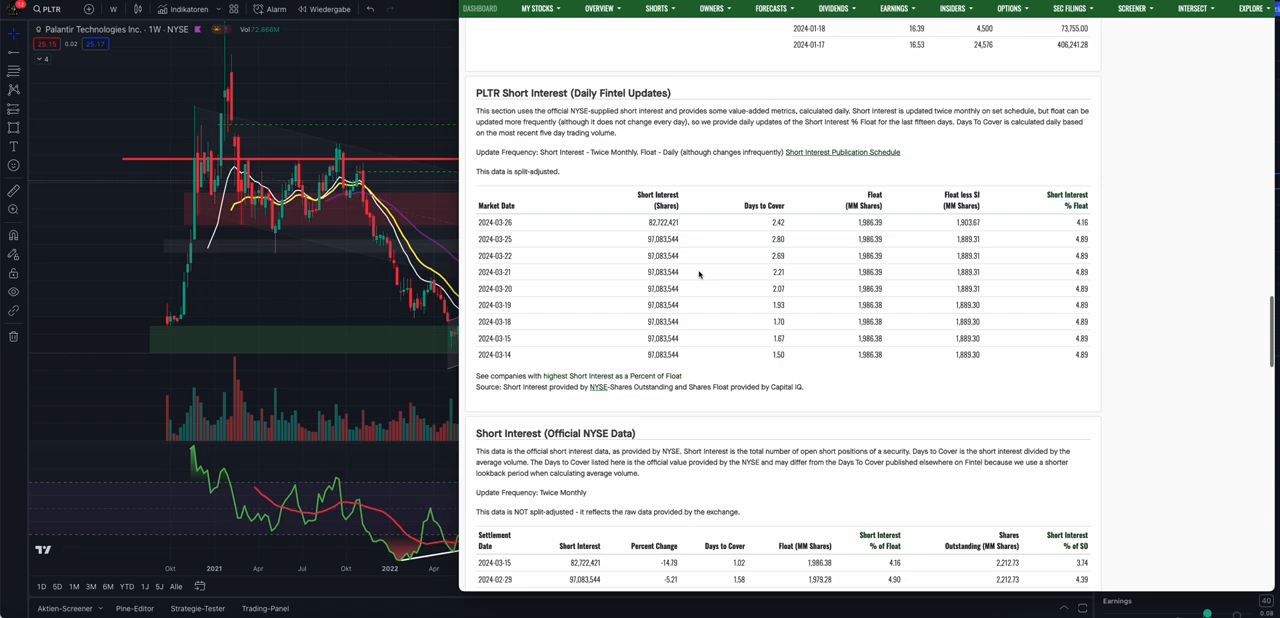 12
PLTR
W
Indikatoren
Alarm
Wiedergabe
Palantir Technologies Inc. · 1W · NYSE
Vol 72.866M
25.15
0.02
25.17
4
Okt
2021
Apr
Jul
Okt
2022
Apr
1D 5D 1M 3M 6M YTD 1J 5J Alle
Aktien-Screener
Pine-Editor
Strategie-Tester
Trading-Panel
DASHBOARD MY STOCKS OVERVIEW SHORTS OWNERS FORECASTS DIVIDENDS EARNINGS INSIDERS OPTIONS SEC FILINGS SCREENER INTERSECT EXPLORE
2024-01-18 16.39 4,500 73,755.00
2024-01-17 16.53 24,576 406,241.28
PLTR Short Interest (Daily Fintel Updates)
This section uses the official NYSE-supplied short interest and provides some value-added metrics, calculated daily. Short Interest is updated twice monthly on set schedule, but float can be
updated more frequently (although it does not change every day), so we provide daily updates of the Short Interest % Float for the last fifteen days. Days To Cover is calculated daily based
on the most recent five day trading volume.
Update Frequency: Short Interest - Twice Monthly. Float - Daily (although changes infrequently) Short Interest Publication Schedule
This data is split-adjusted.
Short Interest Float Float less SI Short Interest
Market Date (Shares) Days to Cover (MM Shares) (MM Shares) % Float
2024-03-26 82,722,421 2.42 1,986.39 1,903.67 4.16
2024-03-25 97,083,544 2.80 1,986.39 1,889.31 4.89
2024-03-22 97,083,544 2.69 1,986.39 1,889.31 4.89
2024-03-21 97,083,544 2.21 1,986.39 1,889.31 4.89
2024-03-20 97,083,544 2.07 1,986.39 1,889.31 4.89
2024-03-19 97,083,544 1.93 1,986.38 1,889.30 4.89
2024-03-18 97,083,544 1.70 1,986.38 1,889.30 4.89
2024-03-15 97,083,544 1.67 1,986.38 1,889.30 4.89
2024-03-14 97,083,544 1.50 1,986.38 1,889.30 4.89
See companies with highest Short Interest as a Percent of Float
Source: Short Interest provided by NYSE-Shares Outstanding and Shares Float provided by Capital IQ.
Short Interest (Official NYSE Data)
This data is the official short interest data, as provided by NYSE. Short Interest is the total number of open short positions of a security. Days to Cover is the short interest divided by the
average volume. The Days to Cover listed here is the official value provided by the NYSE and may differ from the Days To Cover published elsewhere on Fintel because we use a shorter
lookback period when calculating average volume.
Update Frequency: Twice Monthly
This data is NOT split-adjusted - it reflects the raw data provided by the exchange.
Settlement Short Interest Shares Short Interest
Date Short Interest Percent Change Days to Cover Float (MM Shares) % of Float Outstanding (MM Shares) % of SO
2024-03-15 82,722,421 -14.79 1.02 1,986.38 4.16 2,212.73 3.74
2024-02-29 97,083,544 -5.21 1.58 1,979.28 4.90 2,212.73 4.39
Earnings
40
0.08